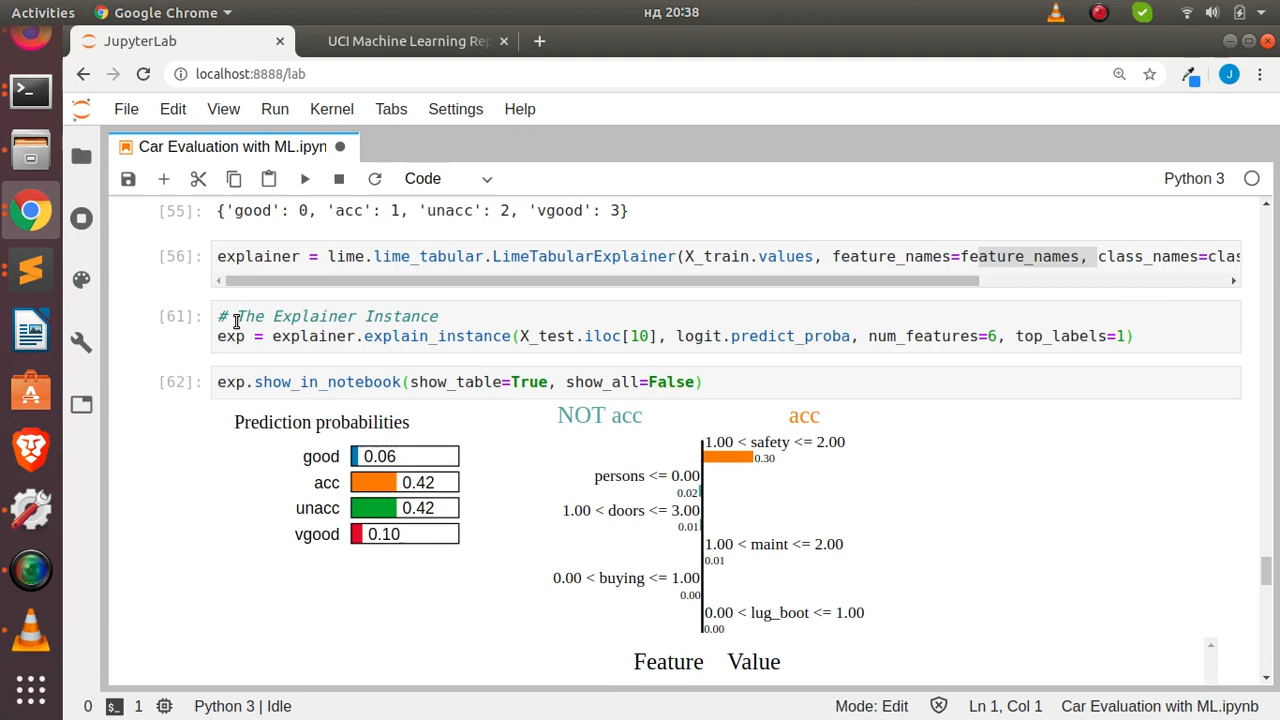 Activities
Google Chrome
нд 20:38
JupyterLab
UCI Machine Learning Rep
localhost:8888/lab
J
File Edit View Run Kernel Tabs Settings Help
Car Evaluation with ML.ipyn
Code
Python 3
[55]: {'good': 0, 'acc': 1, 'unacc': 2, 'vgood': 3}
[56]: explainer = lime.lime_tabular.LimeTabularExplainer(X_train.values, feature_names=feature_names, class_names=clas
[61]: # The Explainer Instance
exp = explainer.explain_instance(X_test.iloc[10], logit.predict_proba, num_features=6, top_labels=1)
[62]: exp.show_in_notebook(show_table=True, show_all=False)
Prediction probabilities
good 0.06
acc 0.42
unacc 0.42
vgood 0.10
NOT acc acc
1.00 < safety <= 2.00
0.30
persons <= 0.00
0.02
1.00 < doors <= 3.00
0.01
1.00 < maint <= 2.00
0.01
0.00 < buying <= 1.00
0.00
0.00 < lug_boot <= 1.00
0.00
Feature Value
0 1 Python 3 | Idle Mode: Edit Ln 1, Col 1 Car Evaluation with ML.ipynb